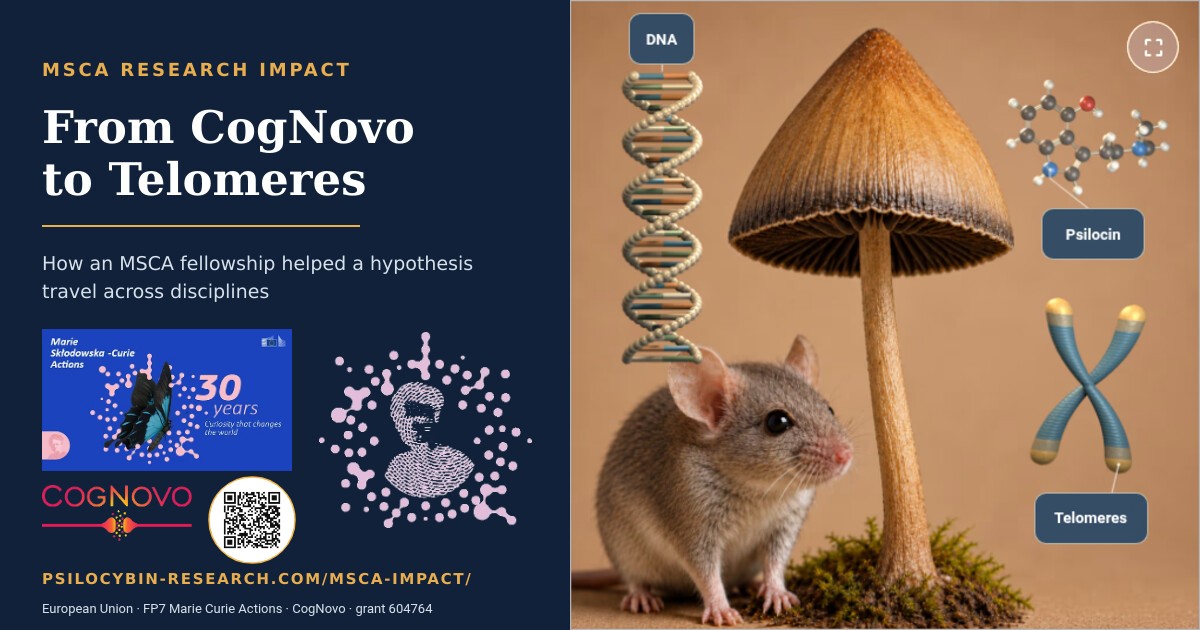 MSCA RESEARCH IMPACT
From CogNovo
to Telomeres
How an MSCA fellowship helped a hypothesis
travel across disciplines
Marie
Skłodowska -Curie
Actions
30
years
Curiosity that changes
the world
COGNOVO
PSILOCYBIN-RESEARCH.COM/MSCA-IMPACT/
European Union · FP7 Marie Curie Actions · CogNovo · grant 604764
DNA
Psilocin
Telomeres